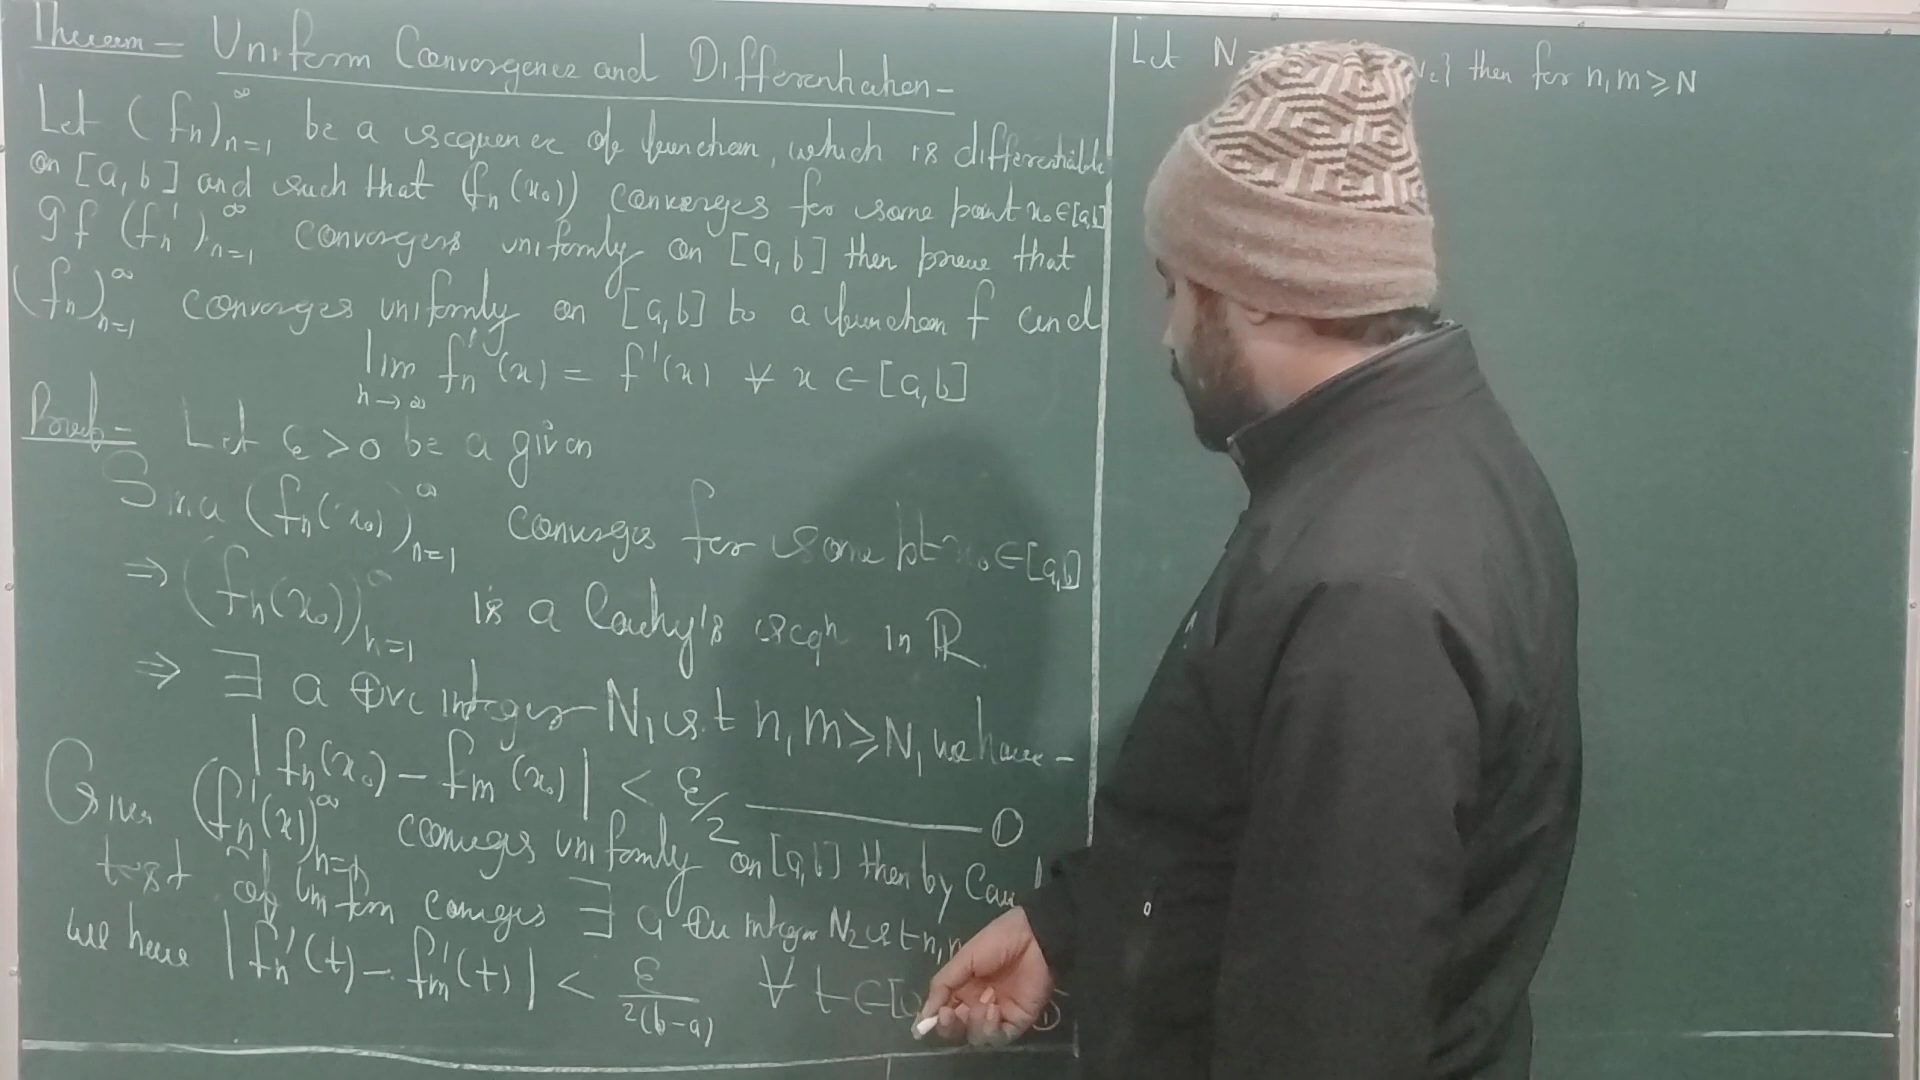 Theorem - Uniform Convergence and Differentiation -
Let (fn)∞n=1 be a sequence of function, which is differentiable
on [a, b] and such that (fn(x₀)) converges for some point x₀∈[a,b]
If (fn')∞n=1 convergers uniformly on [a, b] then prove that
(fn)∞n=1 converges uniformly on [a, b] to a function f and
lim n→∞ fn'(x) = f'(x) ∀ x ∈ [a, b]
Proof - Let ε > 0 be a given
Since (fn(x₀))∞n=1 converges for some pt x₀ ∈ [a,b]
⇒ (fn(x₀))∞n=1 is a Cauchy's seqn in ℝ
⇒ ∃ a ⊕ve integer N₁ s.t n, m ≥ N₁ we have -
|fn(x₀) - fm(x₀)| < ε/2 — ①
Given (fn'(x))∞n=1 converges uniformly on [a,b] then by
test of uniform converges ∃ a ⊕ve integer N₂ s.t n,
we have |fn'(t) - fm'(t)| < ε/2(b-a) ∀ t ∈ [a
Let N = then for n, m ≥ N